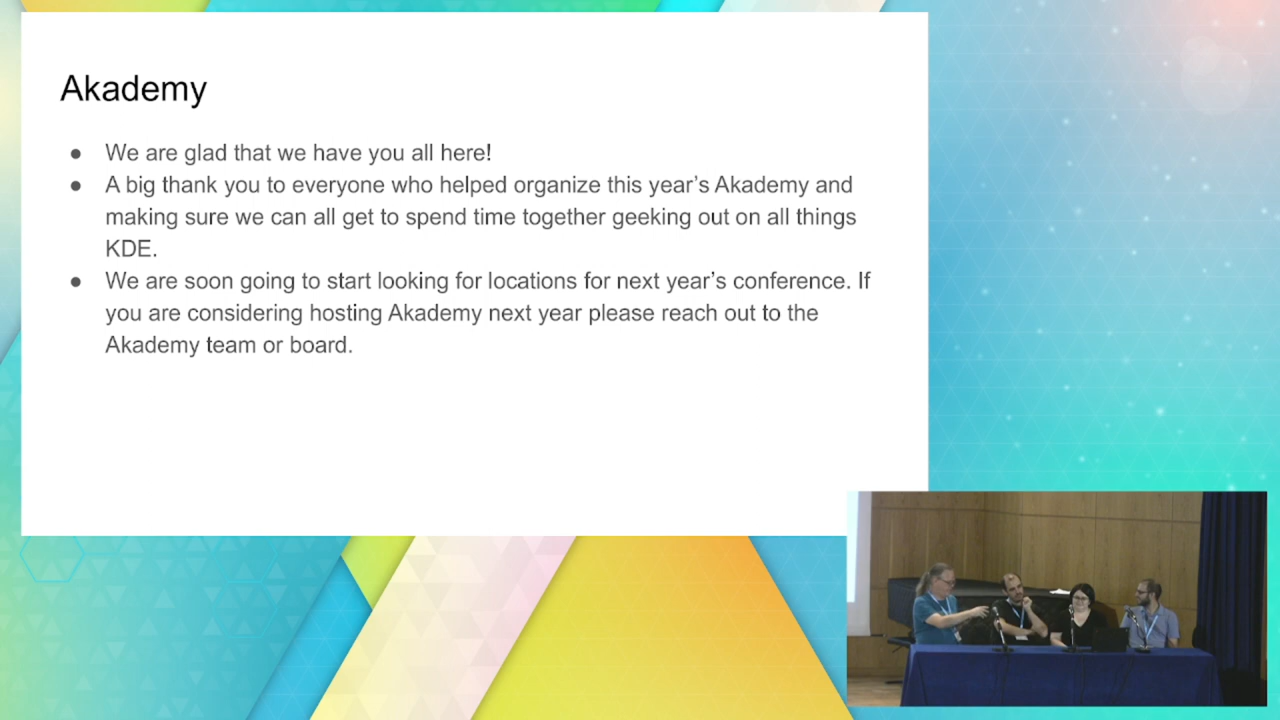 Akademy
● We are glad that we have you all here!
● A big thank you to everyone who helped organize this year’s Akademy and
making sure we can all get to spend time together geeking out on all things
KDE.
● We are soon going to start looking for locations for next year’s conference. If
you are considering hosting Akademy next year please reach out to the
Akademy team or board.